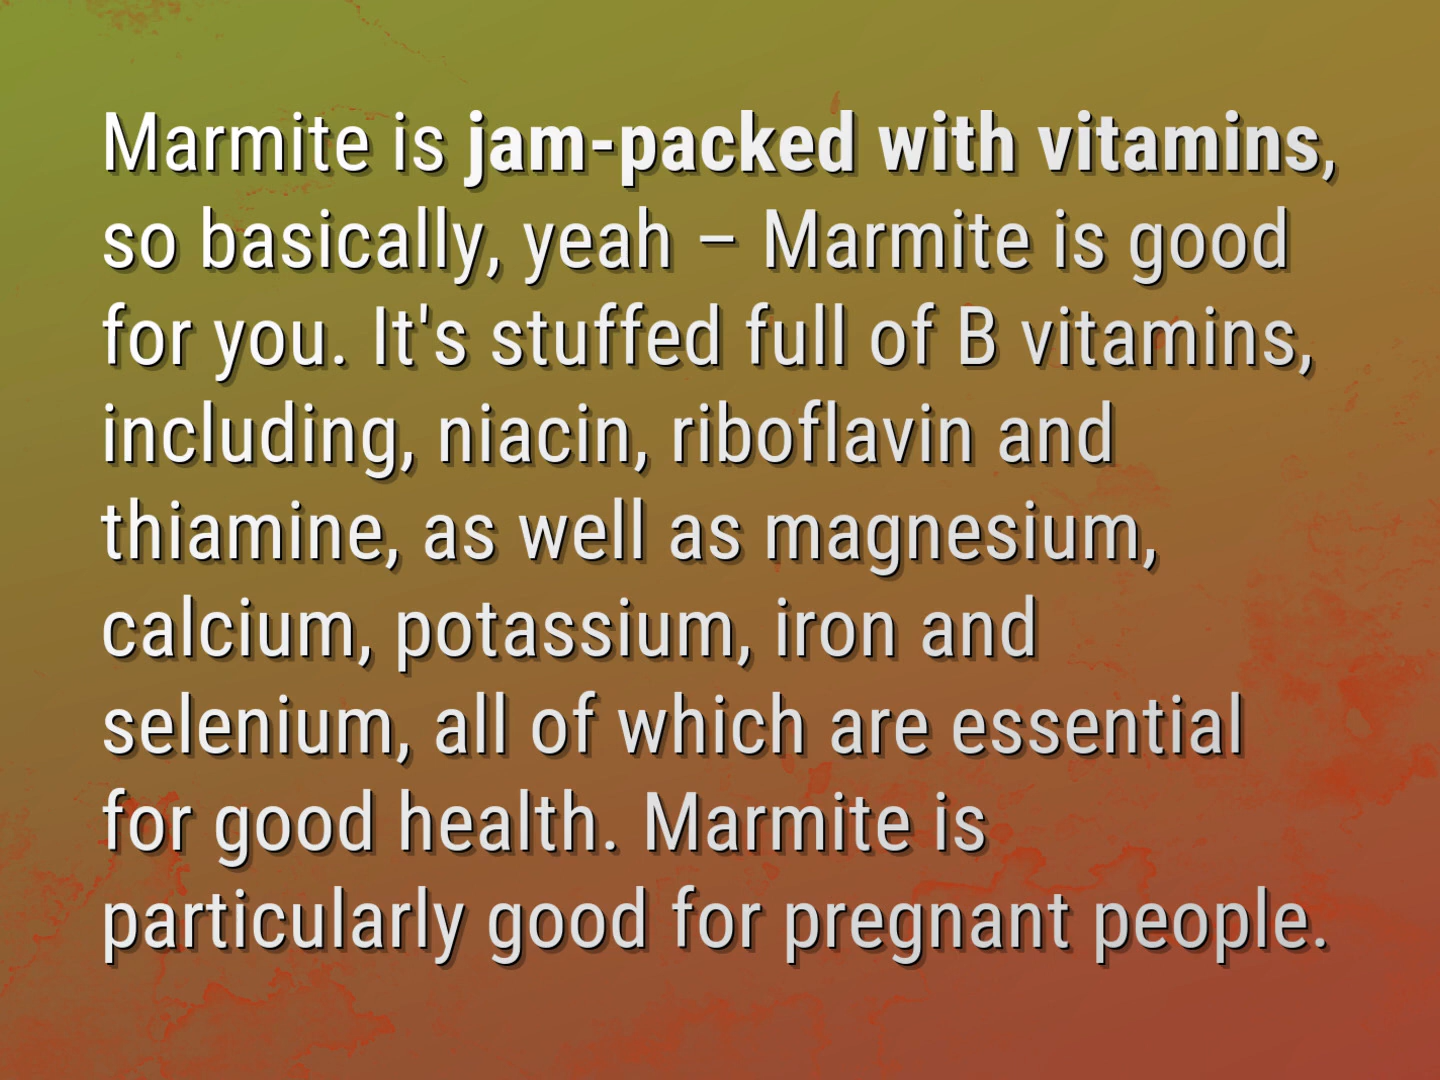 Marmite is jam-packed with vitamins,
so basically, yeah – Marmite is good
for you. It's stuffed full of B vitamins,
including, niacin, riboflavin and
thiamine, as well as magnesium,
calcium, potassium, iron and
selenium, all of which are essential
for good health. Marmite is
particularly good for pregnant people.